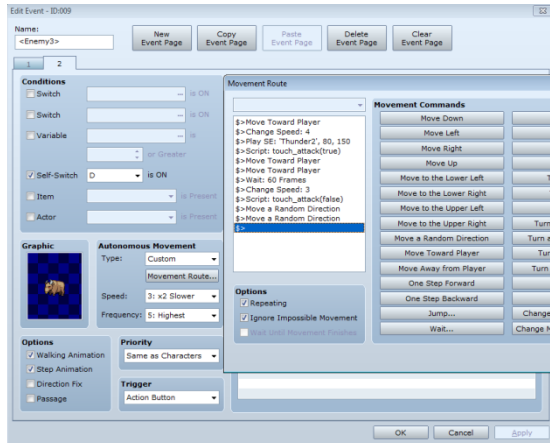 Edit Event - ID:009
Name:
<Enemy3>
New Event Page
Copy Event Page
Paste Event Page
Delete Event Page
Clear Event Page
1
2
Conditions
Switch
is ON
Switch
is ON
Variable
is
or Greater
Self-Switch
D
is ON
Item
is Present
Actor
is Present
Graphic
Autonomous Movement
Type:
Custom
Movement Route...
Speed:
3: x2 Slower
Frequency:
5: Highest
Options
Walking Animation
Step Animation
Direction Fix
Passage
Priority
Same as Characters
Trigger
Action Button
Movement Route
$>Move Toward Player
$>Change Speed: 4
$>Play SE: 'Thunder2', 80, 150
$>Script: touch_attack(true)
$>Move Toward Player
$>Move Toward Player
$>Wait: 60 Frames
$>Change Speed: 3
$>Script: touch_attack(false)
$>Move a Random Direction
$>Move a Random Direction
$>
Options
Repeating
Ignore Impossible Movement
Wait Until Movement Finishes
Movement Commands
Move Down
Move Left
Move Right
Move Up
Move to the Lower Left
Move to the Lower Right
Move to the Upper Left
Move to the Upper Right
Turn
Move a Random Direction
Turn a
Move Toward Player
Tur
Move Away from Player
Turn
One Step Forward
One Step Backward
Jump...
Change
Wait...
Change M
OK
Cancel
Apply